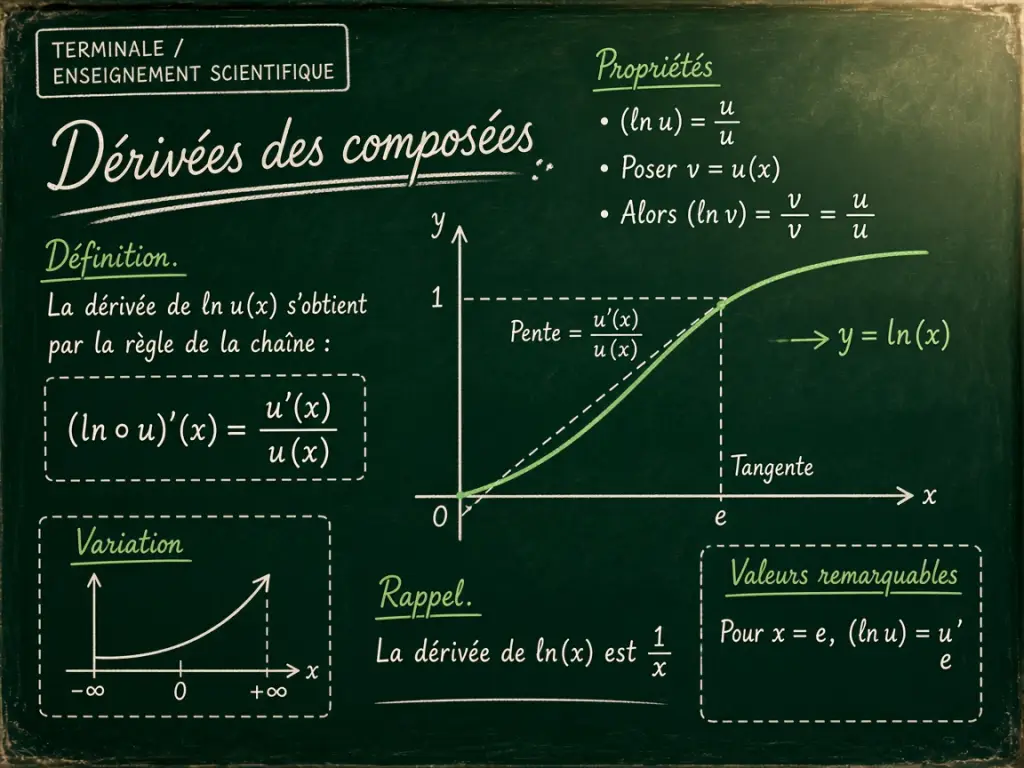 TERMINALE /
ENSEIGNEMENT SCIENTIFIQUE
Dérivées des composées
Définition.
La dérivée de ln u(x) s'obtient
par la règle de la chaîne :
(ln ∘ u)'(x) = u'(x) / u(x)
Propriétés
• (ln u) = u / u
• Poser v = u(x)
• Alors (ln v) = v / v = u / u
y
1
Pente = u'(x) / u(x)
y = ln(x)
Tangente
0
e
x
Variation
x
-∞ 0 +∞
Rappel.
La dérivée de ln(x) est 1 / x
Valeurs remarquables
Pour x = e, (ln u) = u'
e